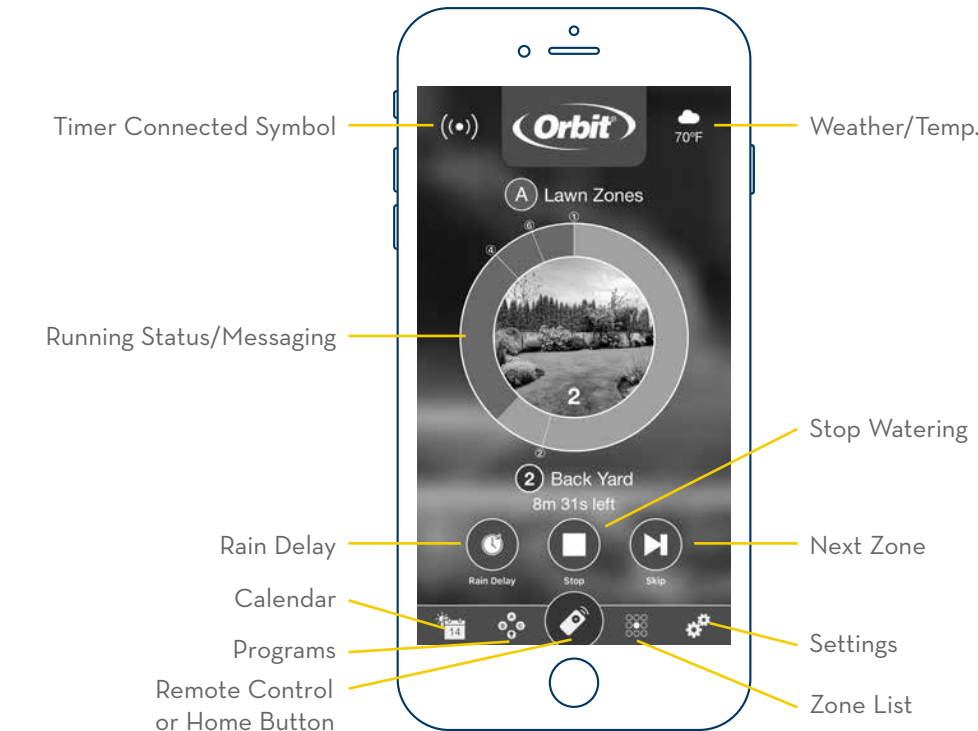 Timer Connected Symbol
Orbit
70ºF
Weather/Temp.
A Lawn Zones
1
6
4
Running Status/Messaging
2
2
Stop Watering
2 Back Yard
8m 31s left
Rain Delay
Next Zone
Rain Delay
Stop
Skip
Calendar
14
Programs
Settings
Remote Control
or Home Button
Zone List